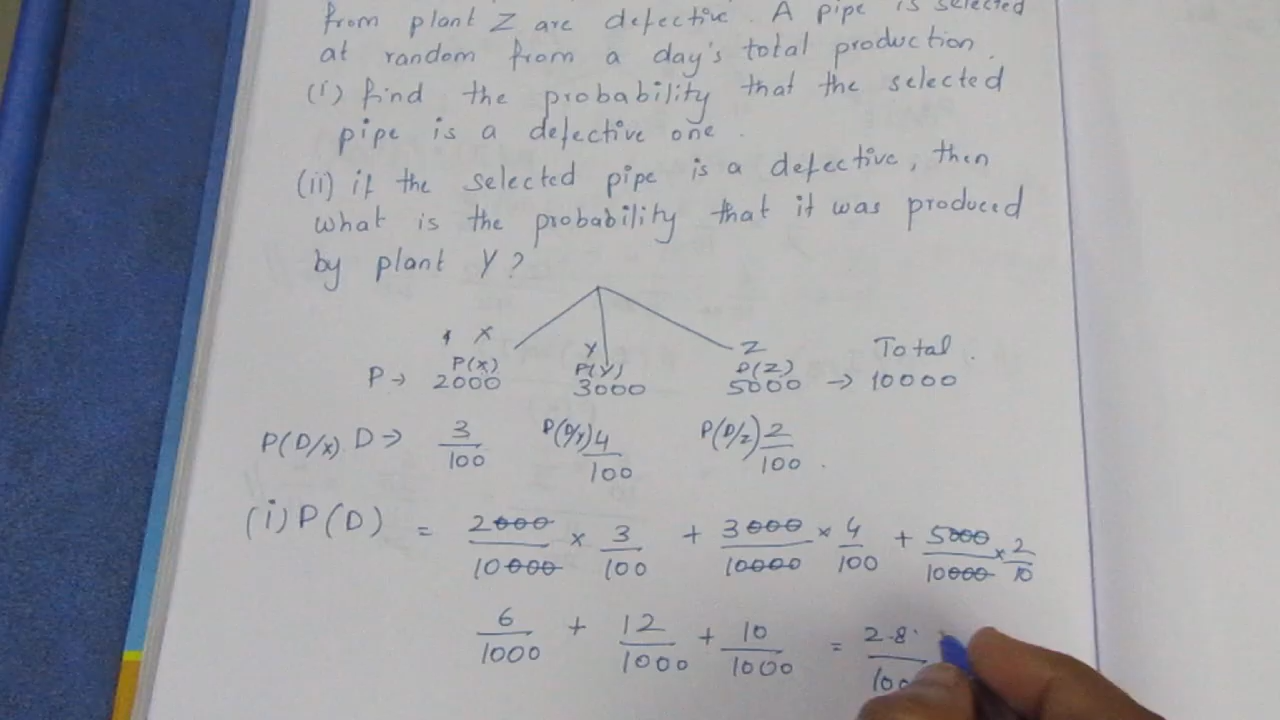 from plant Z are defective. A pipe is selected
at random from a day's total production.
(i) find the probability that the selected
pipe is a defective one.
(ii) if the selected pipe is a defective, then
what is the probability that it was produced
by plant Y?
X Y Z Total.
P(X) P(Y) P(Z)
P → 2000 3000 5000 → 10000
P(D/X) D → 3/100 P(D/Y) 4/100 P(D/Z) 2/100.
(i) P(D) = 2000/10000 × 3/100 + 3000/10000 × 4/100 + 5000/10000 × 2/10
6/1000 + 12/1000 + 10/1000 = 2.8/100